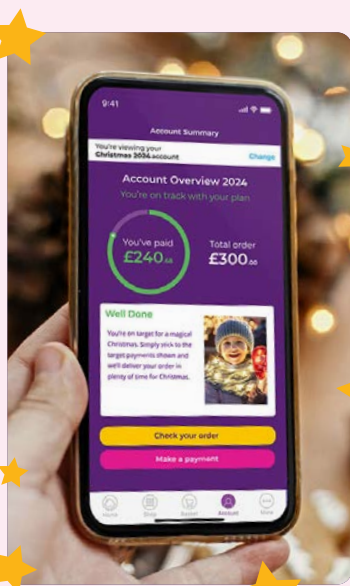 9:41
Account Summary
You're viewing your
Christmas 2024 account
Change
Account Overview 2024
You're on track with your plan
You've paid
£240
Total order
£300
Well Done
You're on target for a magical
Christmas. Simply stick to the
target payments shown and
we'll deliver your order in
plenty of time for Christmas.
Check your order
Make a payment
Home
Shop
Basket
Account
More